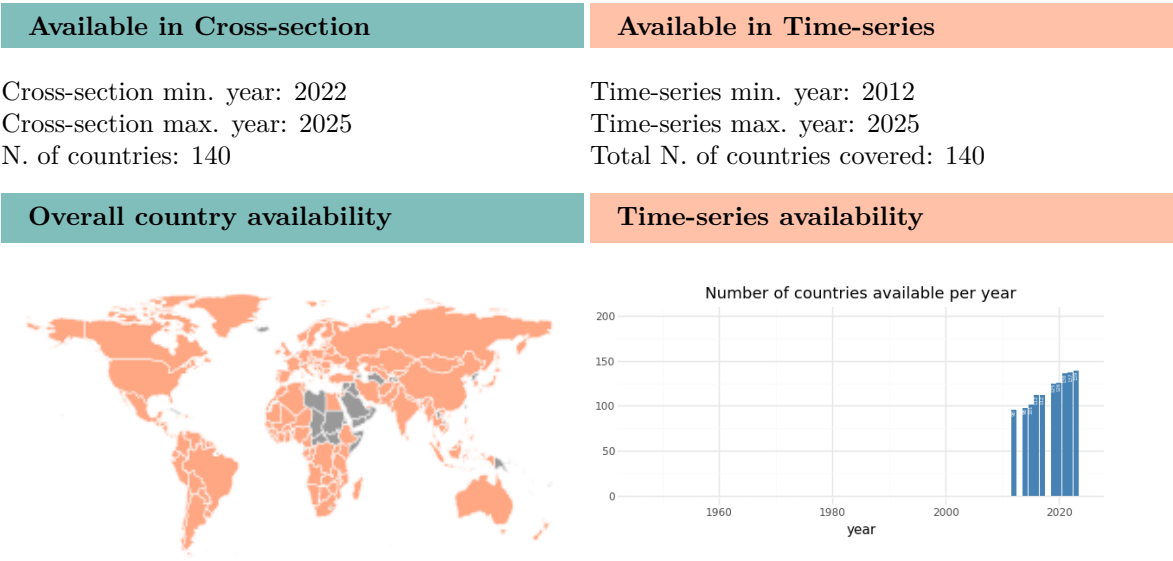 Available in Cross-section
Available in Time-series
Cross-section min. year: 2022
Cross-section max. year: 2025
N. of countries: 140
Time-series min. year: 2012
Time-series max. year: 2025
Total N. of countries covered: 140
Overall country availability
Time-series availability
Number of countries available per year
200
150
100
50
0
1960
1980
2000
2020
year